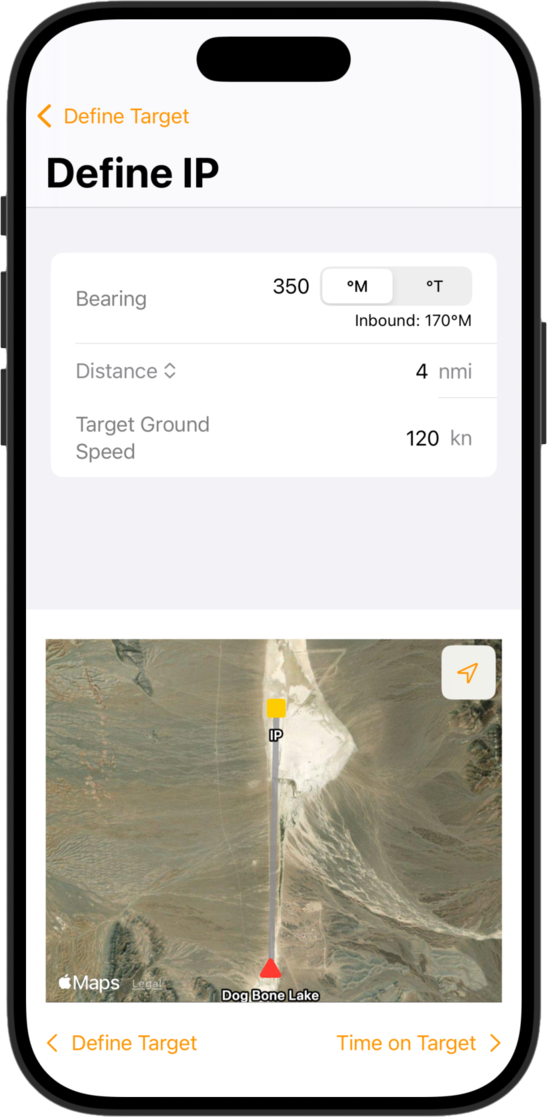 Define Target
Define IP
Bearing
350
°M
°T
Inbound: 170°M
Distance
4 nmi
Target Ground
Speed
120 kn
IP
Maps
Legal
Dog Bone Lake
Define Target
Time on Target